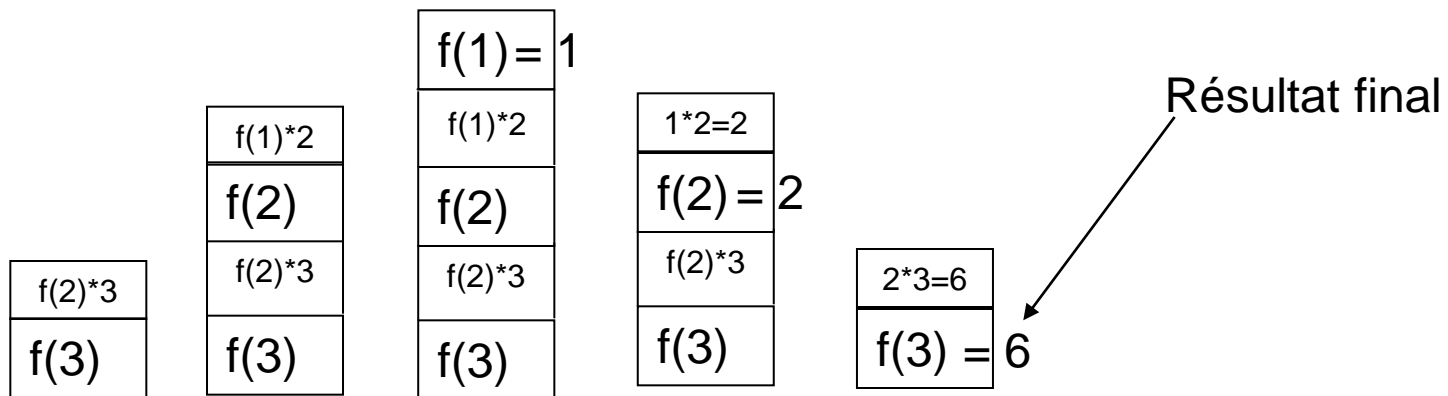 f(2)*3
f(3)
f(1)*2
f(2)
f(2)*3
f(3)
f(1) = 1
f(1)*2
f(2)
f(2)*3
f(3)
1*2=2
f(2) = 2
f(2)*3
f(3)
2*3=6
f(3) = 6
Résultat final